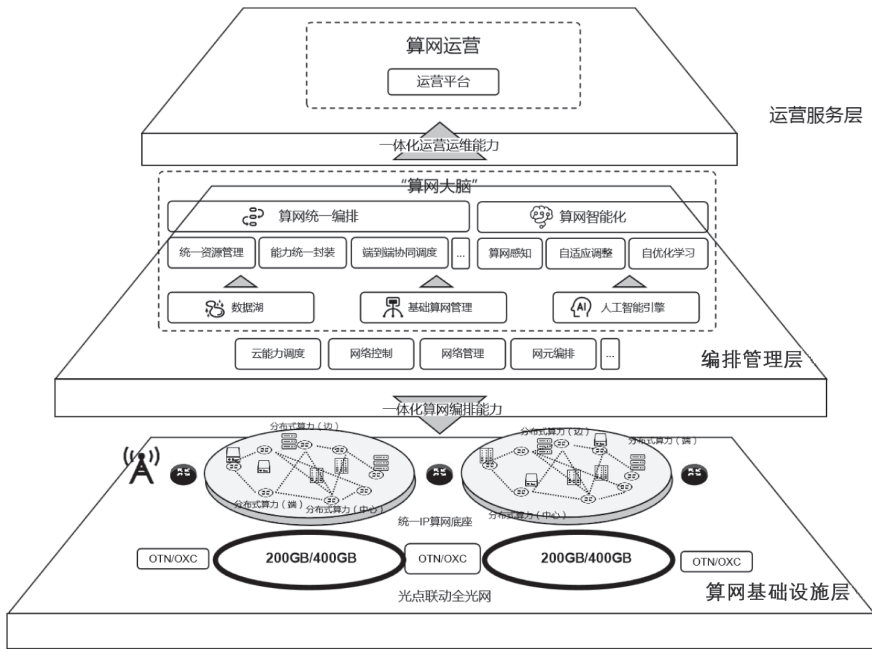 算网运营
运营平台
运营服务层
一体化运营运维能力
“算网大脑”
算网统一编排
算网智能化
统一资源管理
能力统一封装
端到端协同调度
...
算网感知
自适应调整
自优化学习
数据湖
基础算网管理
AI
人工智能引擎
云能力调度
网络控制
网络管理
网元编排
...
编排管理层
一体化算网编排能力
分布式算力（边）
分布式算力（边）
分布式算力（端）
分布式算力（端）
分布式算力（中心）
分布式算力（中心）
统一IP算网底座
OTN/OXC
200GB/400GB
OTN/OXC
200GB/400GB
OTN/OXC
光点联动全光网
算网基础设施层